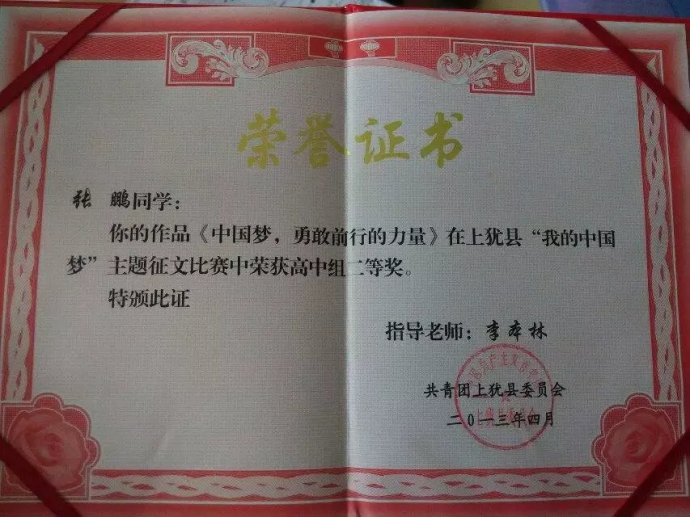 荣誉证书
张 鹏同学：
你的作品《中国梦，勇敢前行的力量》在上犹县“我的中国
梦”主题征文比赛中荣获高中组二等奖。
特颁此证
指导老师：李本林
共青团上犹县委员会
二〇一三年四月